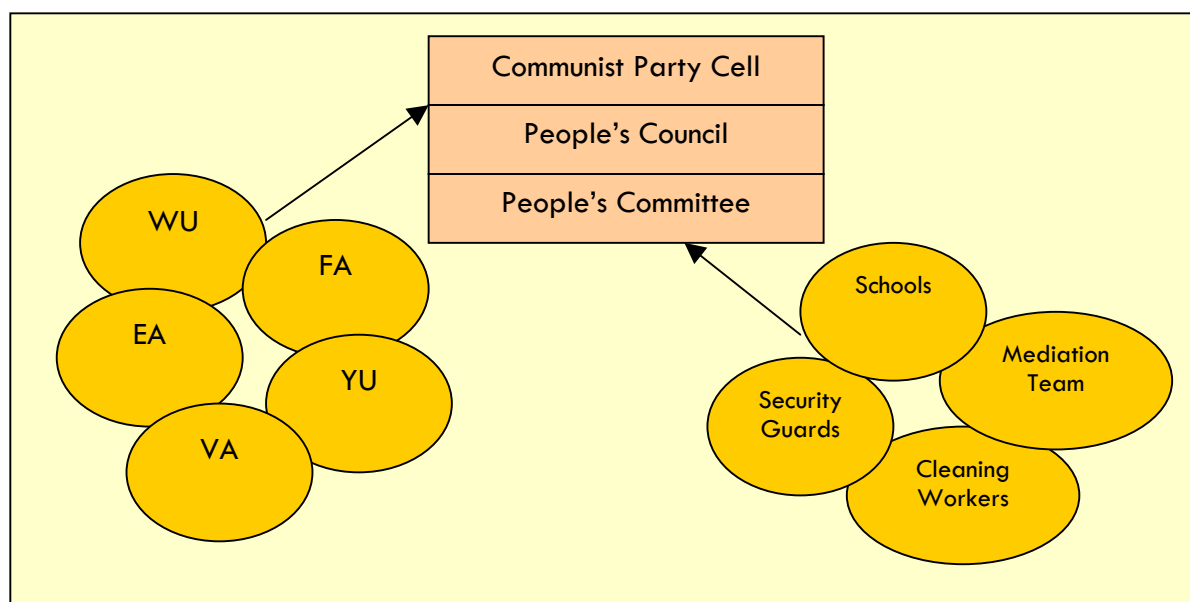 Communist Party Cell
People’s Council
People’s Committee
WU
FA
EA
YU
VA
Schools
Mediation
Team
Security
Guards
Cleaning
Workers